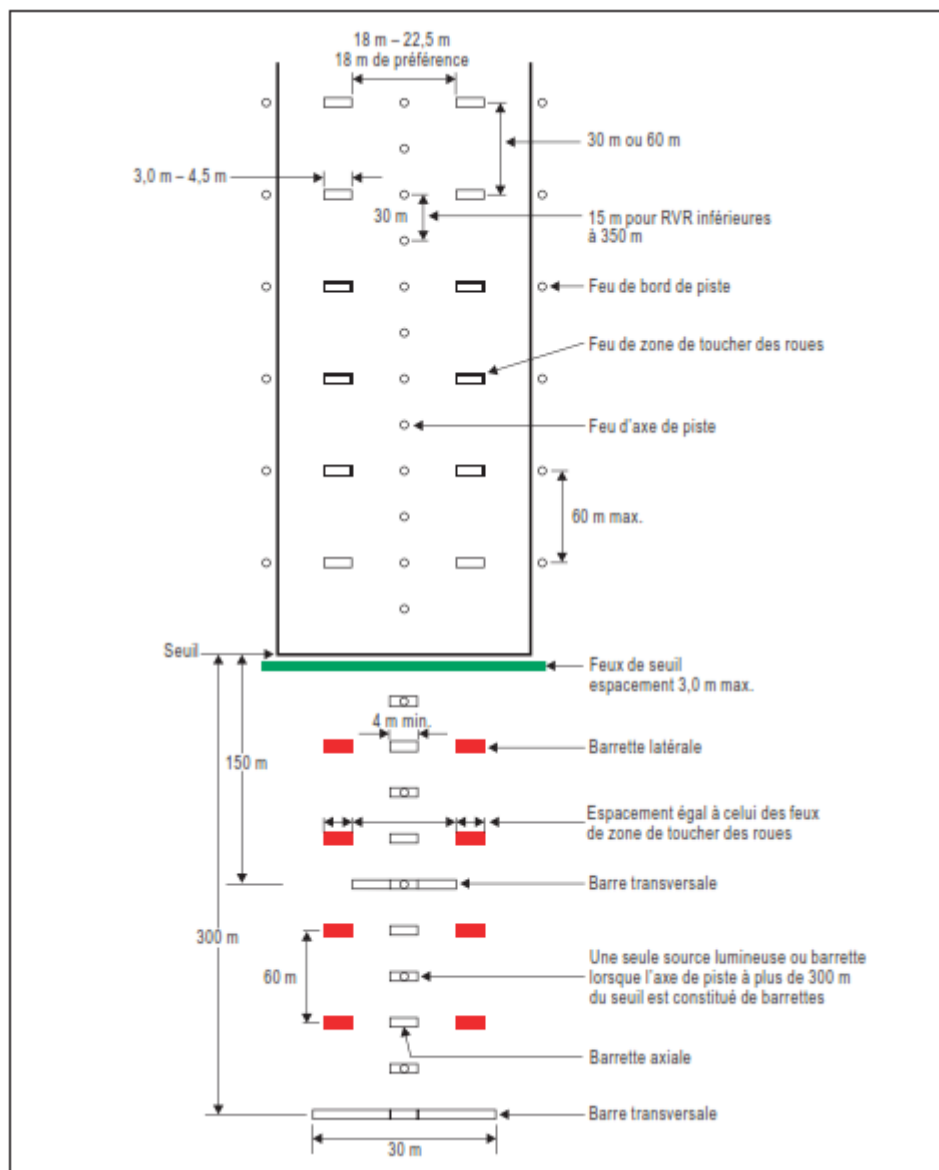 18 m – 22,5 m
18 m de préférence
30 m ou 60 m
3,0 m – 4,5 m
30 m
15 m pour RVR inférieures
à 350 m
Feu de bord de piste
Feu de zone de toucher des roues
Feu d'axe de piste
60 m max.
Seuil
Feux de seuil
espacement 3,0 m max.
4 m min.
Barrette latérale
150 m
Espacement égal à celui des feux
de zone de toucher des roues
Barre transversale
300 m
60 m
Une seule source lumineuse ou barrette
lorsque l'axe de piste à plus de 300 m
du seuil est constitué de barrettes
Barrette axiale
Barre transversale
30 m